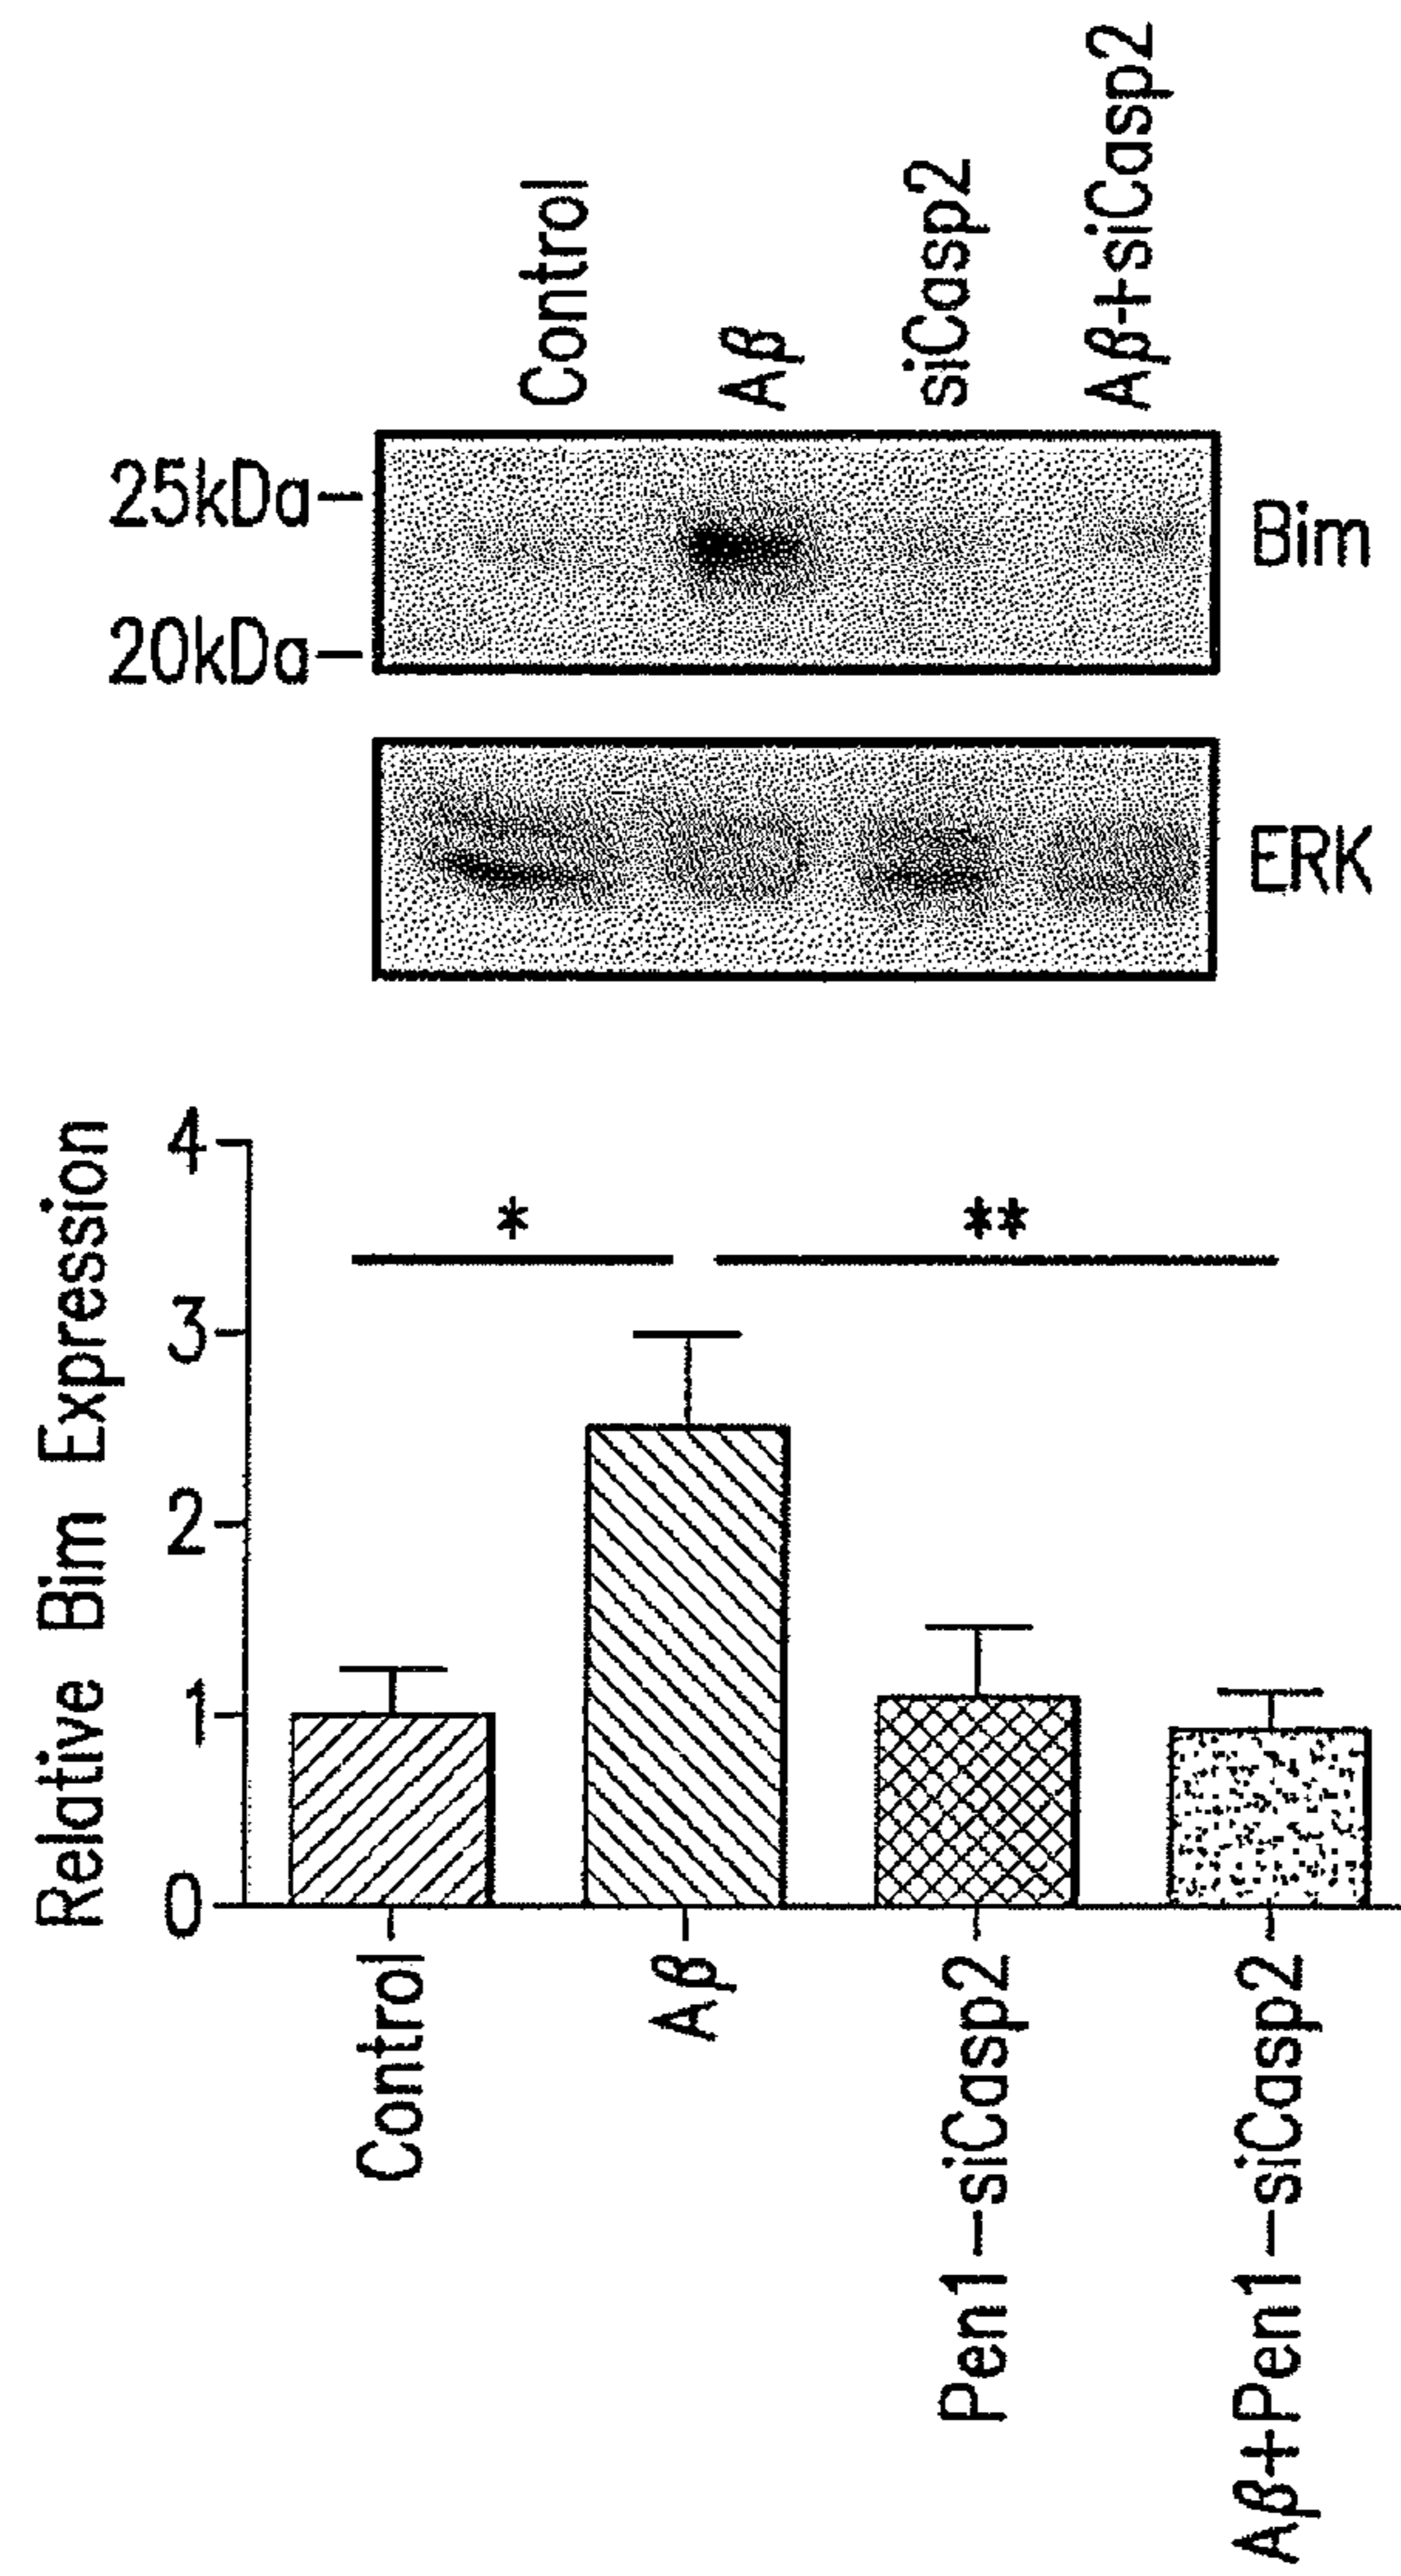 Control
Aβ
siCasp2
Aβ+siCasp2
25kDa
Bim
20kDa
ERK
Relative Bim Expression
4
3
2
1
0
*
**
Control
Aβ
Pen1-siCasp2
Aβ+Pen1-siCasp2